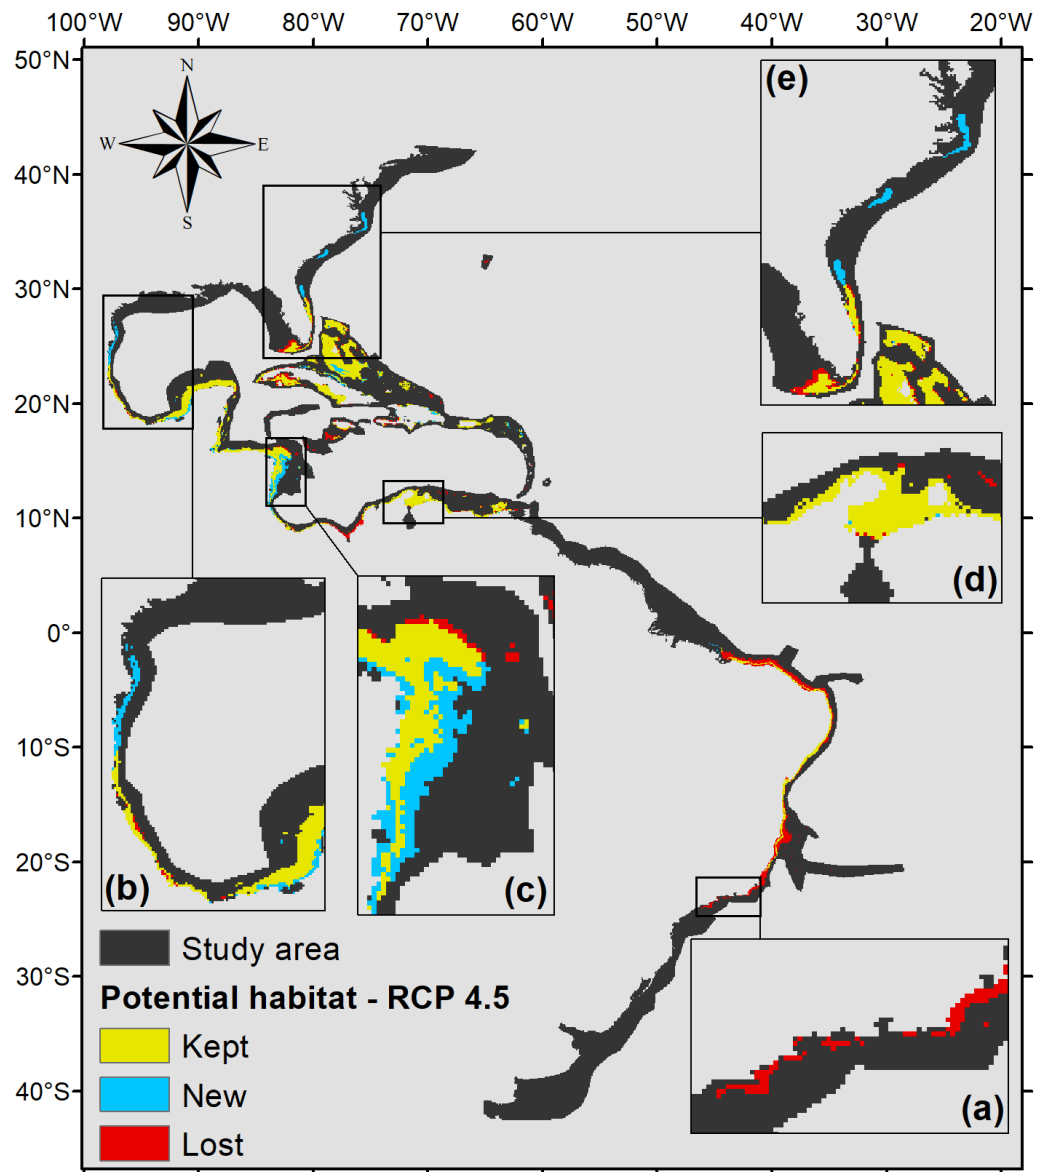 100°W 90°W 80°W 70°W 60°W 50°W 40°W 30°W 20°W
50°N
40°N
30°N
20°N
10°N
0°
10°S
20°S
30°S
40°S
N
W E
S
(e)
(d)
(b)
(c)
(a)
Study area
Potential habitat - RCP 4.5
Kept
New
Lost